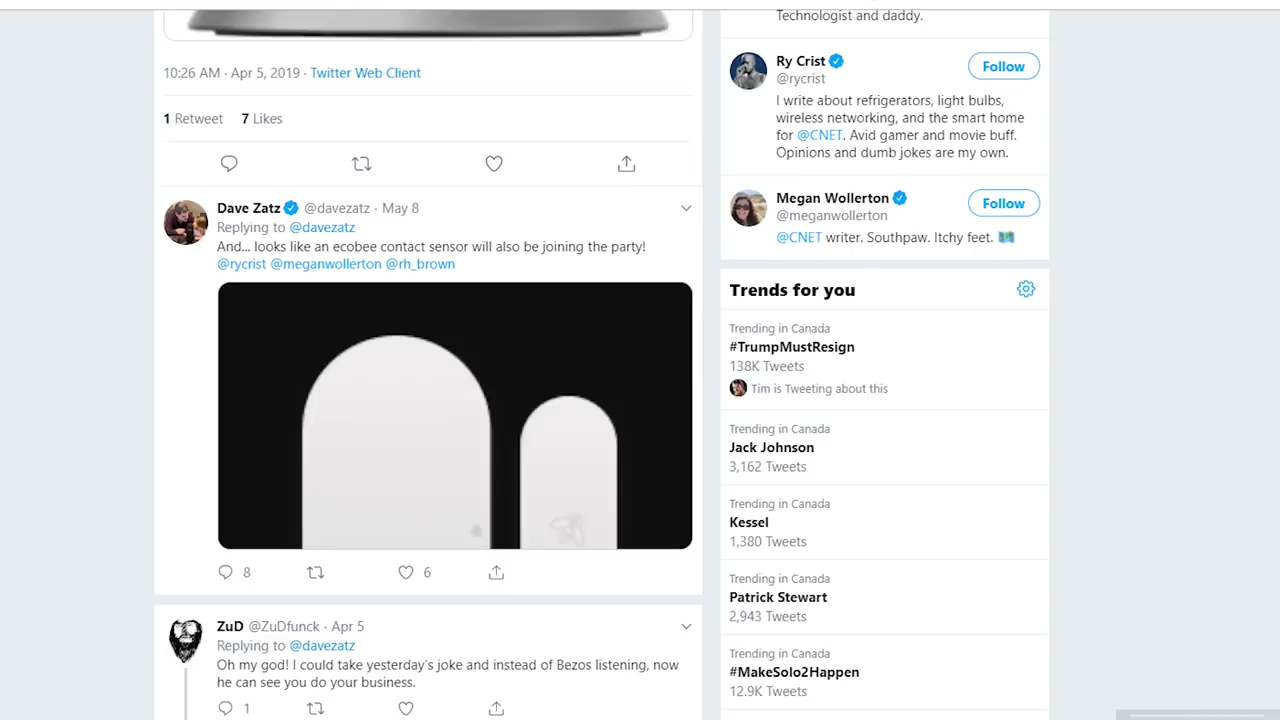 10:26 AM · Apr 5, 2019 · Twitter Web Client
1 Retweet 7 Likes
Dave Zatz @davezatz · May 8
Replying to @davezatz
And... looks like an ecobee contact sensor will also be joining the party!
@rycrist @meganwollerton @rh_brown
8 6
ZuD @ZuDfunck · Apr 5
Replying to @davezatz
Oh my god! I could take yesterday's joke and instead of Bezos listening, now
he can see you do your business.
1
Technologist and daddy.
Ry Crist
Follow
@rycrist
I write about refrigerators, light bulbs,
wireless networking, and the smart home
for @CNET. Avid gamer and movie buff.
Opinions and dumb jokes are my own.
Megan Wollerton
Follow
@meganwollerton
@CNET writer. Southpaw. Itchy feet.
Trends for you
Trending in Canada
#TrumpMustResign
138K Tweets
Tim is Tweeting about this
Trending in Canada
Jack Johnson
3,162 Tweets
Trending in Canada
Kessel
1,380 Tweets
Trending in Canada
Patrick Stewart
2,943 Tweets
Trending in Canada
#MakeSolo2Happen
12.9K Tweets